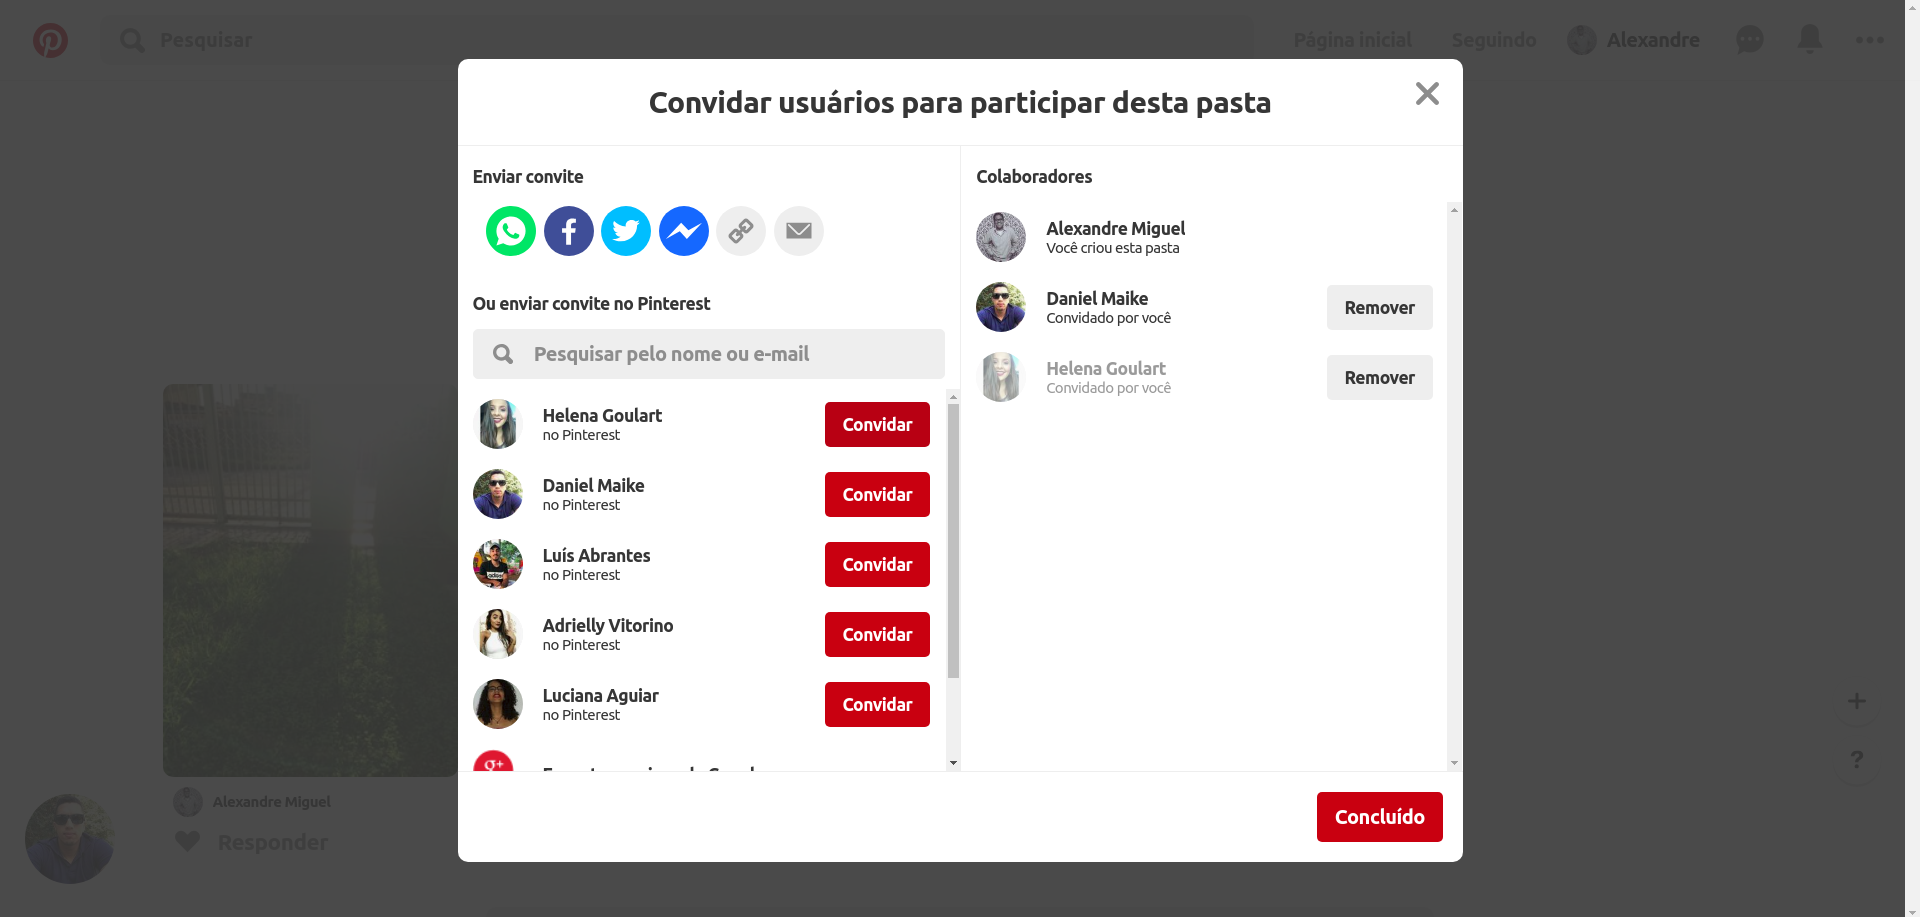 Pesquisar
Página inicial
Seguindo
Alexandre
Convidar usuários para participar desta pasta
Enviar convite
Ou enviar convite no Pinterest
Pesquisar pelo nome ou e-mail
Helena Goulart
no Pinterest
Convidar
Daniel Maike
no Pinterest
Convidar
Luís Abrantes
no Pinterest
Convidar
Adrielly Vitorino
no Pinterest
Convidar
Luciana Aguiar
no Pinterest
Convidar
g+
Colaboradores
Alexandre Miguel
Você criou esta pasta
Daniel Maike
Convidado por você
Remover
Helena Goulart
Convidado por você
Remover
Concluído
Alexandre Miguel
Responder
+
?